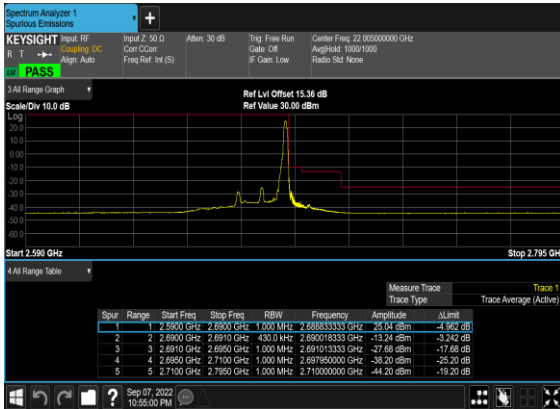 Spectrum Analyzer 1
Spurious Emissions
+
KEYSIGHT Input: RF Input Z: 50 Ω Atten: 30 dB Trig: Free Run Center Freq: 22.005000000 GHz
R T Coupling: DC Corr CCorr Gate: Off Avg|Hold: 1000/1000
Align: Auto Freq Ref: Int (S) IF Gain: Low Radio Std: None
PASS
3 All Range Graph
Ref Lvl Offset 15.36 dB
Scale/Div 10.0 dB Ref Value 30.00 dBm
Log
20.0
10.0
0.00
-10.0
-20.0
-30.0
-40.0
-50.0
-60.0
Start 2.590 GHz Stop 2.795 GH
4 All Range Table
Measure Trace Trace 1
Trace Type Trace Average (Active)
Spur Range Start Freq Stop Freq RBW Frequency Amplitude ΔLimit
1 1 2.5900 GHz 2.6900 GHz 1.000 MHz 2.688833333 GHz 25.04 dBm -4.962 dB
2 2 2.6900 GHz 2.6910 GHz 430.0 kHz 2.690018333 GHz -13.24 dBm -3.242 dB
3 3 2.6910 GHz 2.6950 GHz 1.000 MHz 2.691013333 GHz -27.68 dBm -17.68 dB
4 4 2.6950 GHz 2.7100 GHz 1.000 MHz 2.697950000 GHz -38.20 dBm -25.20 dB
5 5 2.7100 GHz 2.7950 GHz 1.000 MHz 2.710000000 GHz -44.20 dBm -19.20 dB
? Sep 07, 2022
10:55:00 PM